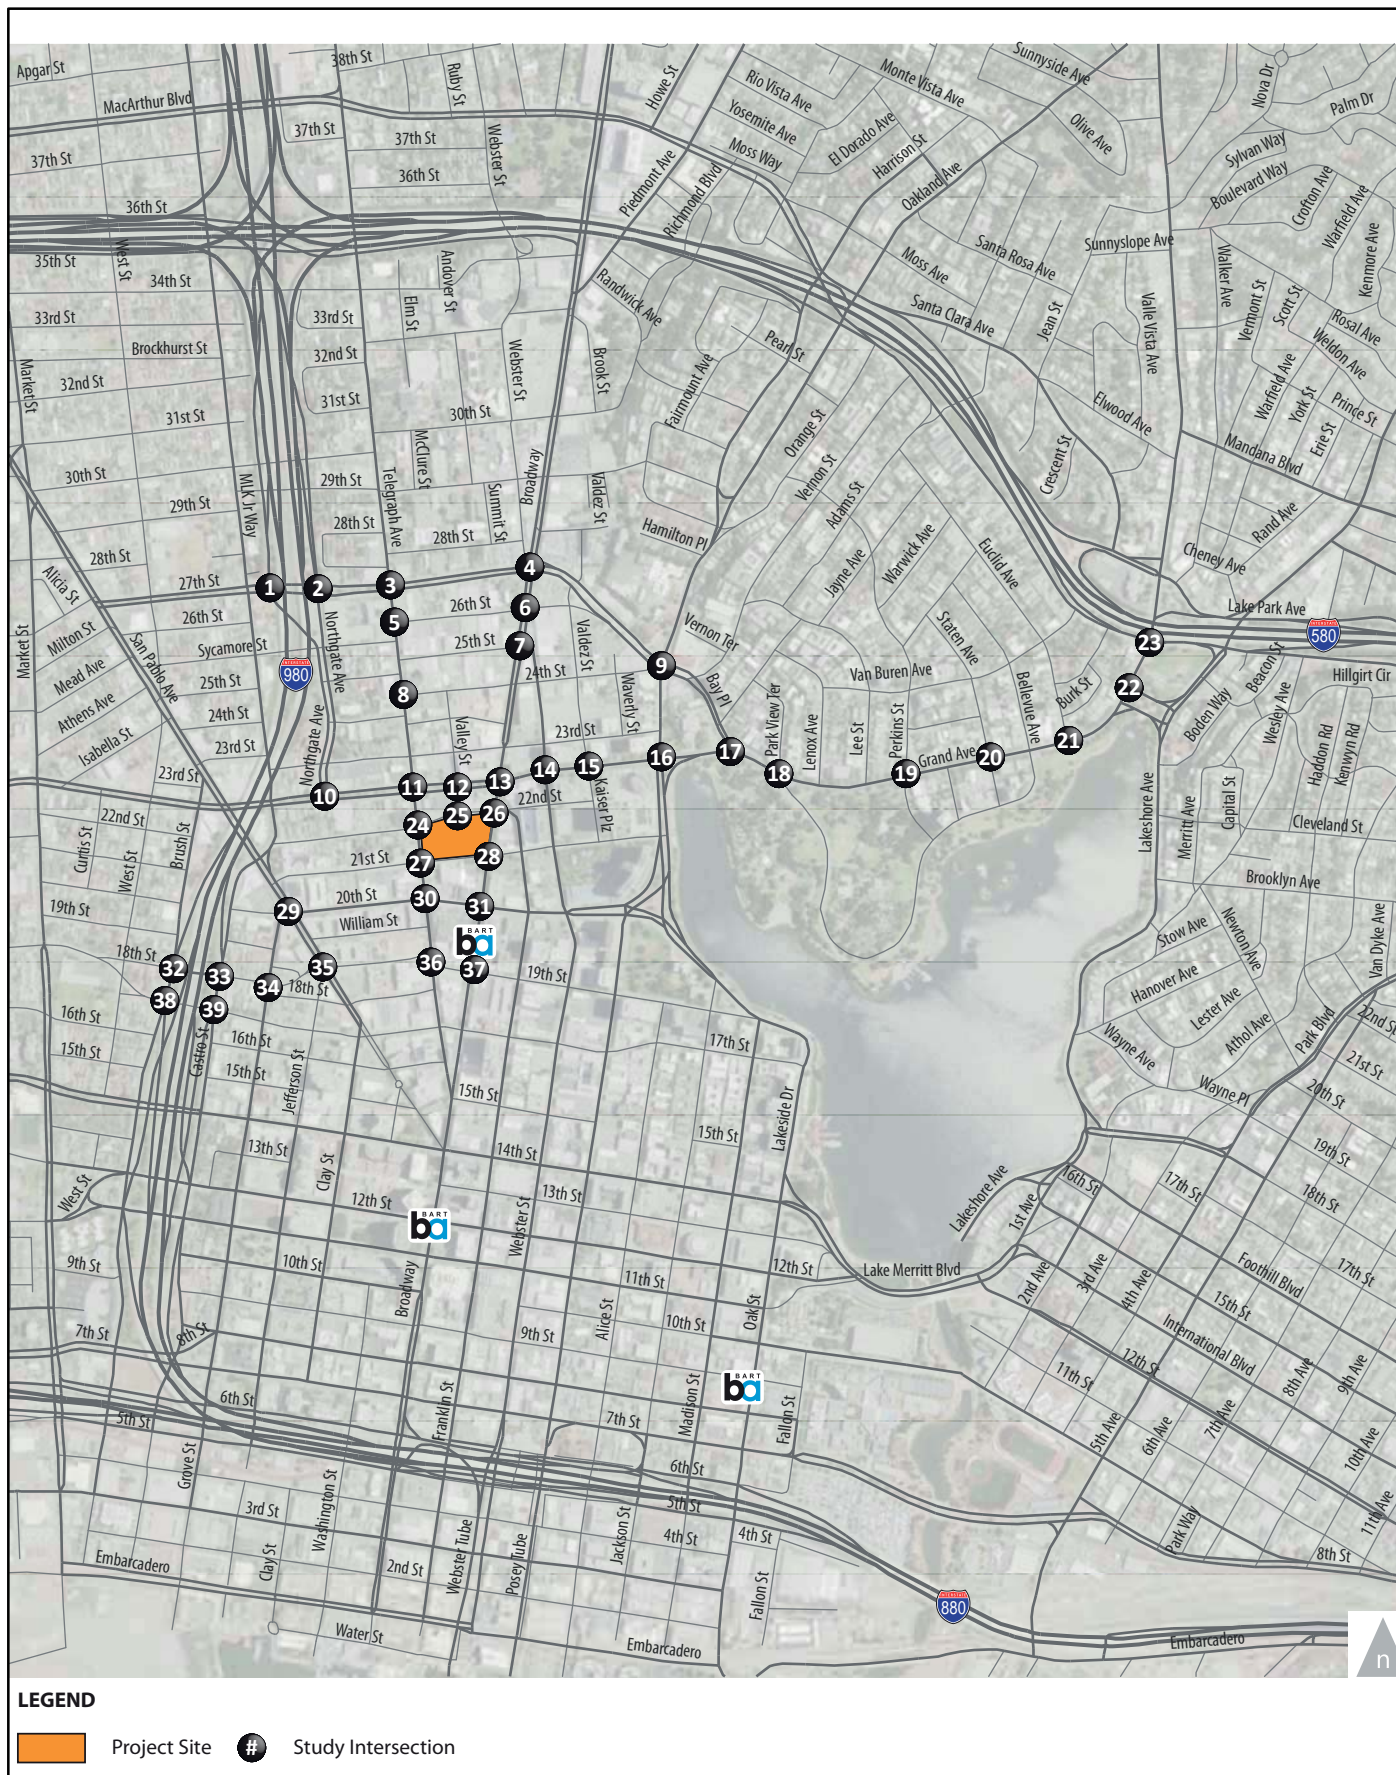 38th St
Apgar St
MacArthur Blvd
Ruby St
Howe St
Rio Vista Ave
Monte Vista Ave
Sunnyside Ave
Nova Dr
Palm Dr
37th St
37th St
37th St
Webster St
Yosemite Ave
Moss Way
El Dorado Ave
Harrison St
Olive Ave
Sylvan Way
Boulevard Way
36th St
36th St
Piedmont Ave
Richmond Blvd
Oakland Ave
Crofton Ave
Warfield Ave
Kenmore Ave
35th St
West St
34th St
Andover St
Elm St
Randwick Ave
Moss Ave
Santa Rosa Ave
Sunnyslope Ave
Walker Ave
Vermont St
Scott St
Rosal Ave
Weldon Ave
33rd St
33rd St
Brockhurst St
32nd St
32nd St
Market St
31st St
31st St
30th St
Webster St
Brook St
Fairmount Ave
Pearl St
Santa Clara Ave
Jean St
Vale Vista Ave
Elwood Ave
Warfield Ave
York St
Erie St
Prince St
Mandana Blvd
30th St
29th St
29th St
MLK Jr Way
28th St
28th St
28th St
Telegraph Ave
McClure St
Summit St
Broadway
Valdez St
Hamilton Pl
Orange St
Vernon St
Adams St
Jayne Ave
Warwick Ave
Euclid Ave
Crescent St
Rand Ave
Cheney Ave
Lake Park Ave
Alicia St
27th St
1
2
3
4
26th St
26th St
5
6
Milton St
Mead Ave
Athens Ave
Isabella St
Market St
San Pablo Ave
Sycamore St
INTERSTATE
980
Northgate Ave
25th St
25th St
7
24th St
24th St
Valdez St
9
Vernon Ter
Bay Pl
Van Buren Ave
Staten Ave
Bellevue Ave
Burk St
23
INTERSTATE
580
22
Hillgirt Cir
Beacon St
Boden Way
Wesley Ave
Haddon Rd
Kenwyn Rd
8
Valley St
Waverly St
23rd St
23rd St
23rd St
Northgate Ave
10
11
12
13
14
15
16
17
18
19
20
21
Park View Ter
Lenox Ave
Lee St
Perkins St
Grand Ave
Kaiser Plz
22nd St
22nd St
24
25
26
27
28
21st St
Curtis St
West St
Brush St
Lakeshore Ave
Merritt Ave
Capital St
Cleveland St
Brooklyn Ave
19th St
20th St
29
30
31
William St
BART
ba
18th St
32
33
34
35
18th St
36
37
19th St
38
39
Stow Ave
Newton Ave
Hanover Ave
Lester Ave
Athol Ave
Wayne Ave
Wayne Pl
Park Blvd
Van Dyke Ave
22nd St
21st St
20th St
19th St
18th St
17th St
16th St
16th St
15th St
15th St
Castro St
Jefferson St
15th St
17th St
15th St
Lakeside Dr
13th St
Clay St
14th St
13th St
West St
12th St
BART
ba
Webster St
12th St
Lake Merritt Blvd
Lakeshore Ave
1st Ave
16th St
17th St
9th St
10th St
Broadway
11th St
10th St
Alice St
Oak St
2nd Ave
3rd Ave
4th Ave
Foothill Blvd
15th St
International Blvd
12th St
11th St
7th St
8th St
9th St
6th St
5th St
Franklin St
7th St
Madison St
BART
ba
Fallon St
5th Ave
6th Ave
7th Ave
8th Ave
9th Ave
10th Ave
11th Ave
Grove St
Washington St
6th St
5th St
3rd St
Clay St
Webster Tube
Posey Tube
Jackson St
4th St
4th St
Park Way
8th St
Embarcadero
2nd St
Fallon St
INTERSTATE
880
Water St
Embarcadero
Embarcadero
n
LEGEND
Project Site
#
Study Intersection